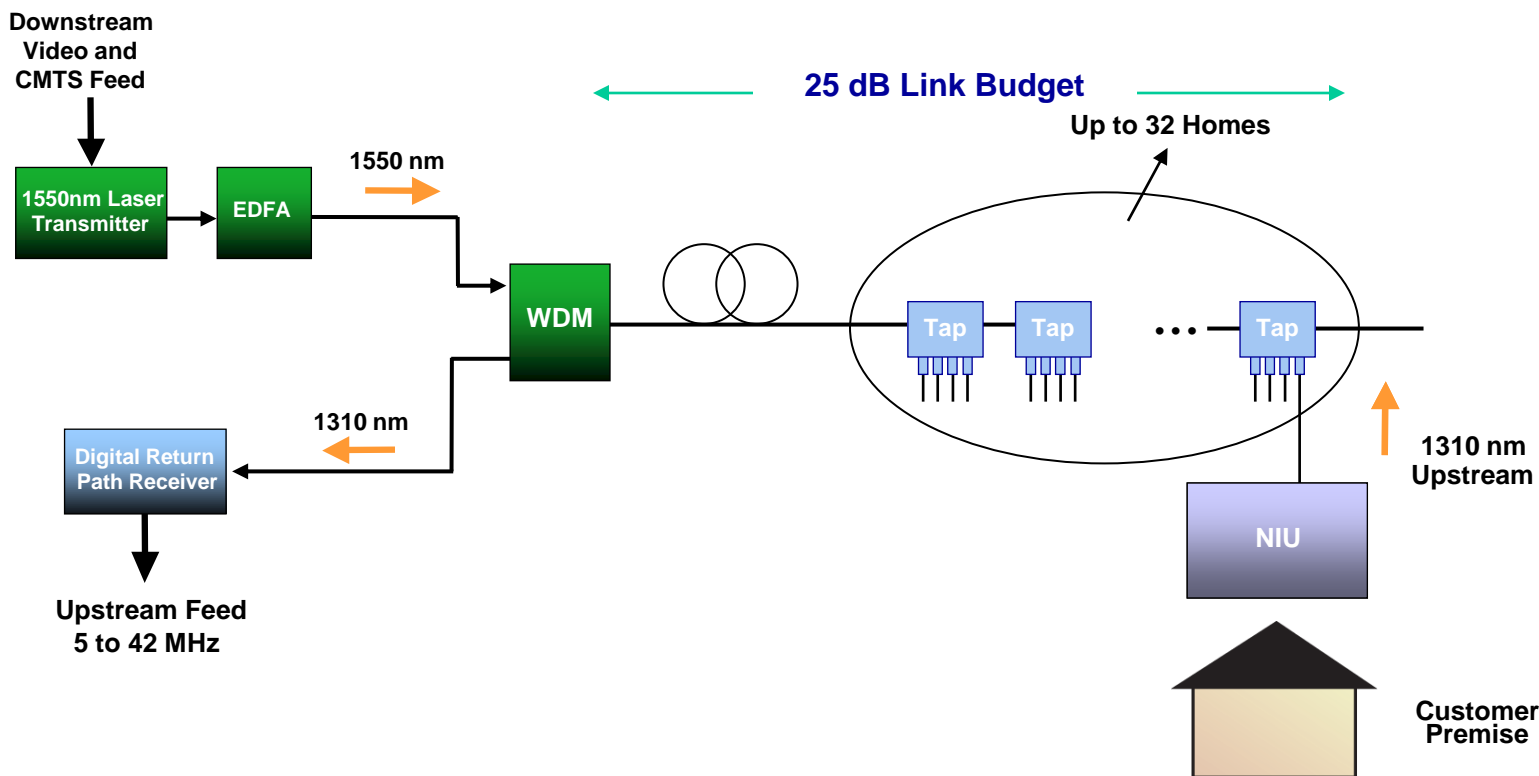 Downstream
Video and
CMTS Feed
25 dB Link Budget
Up to 32 Homes
1550 nm
1550nm Laser
Transmitter
EDFA
WDM
Tap
Tap
•••
Tap
1310 nm
Digital Return
Path Receiver
1310 nm
Upstream
NIU
Upstream Feed
5 to 42 MHz
Customer
Premise